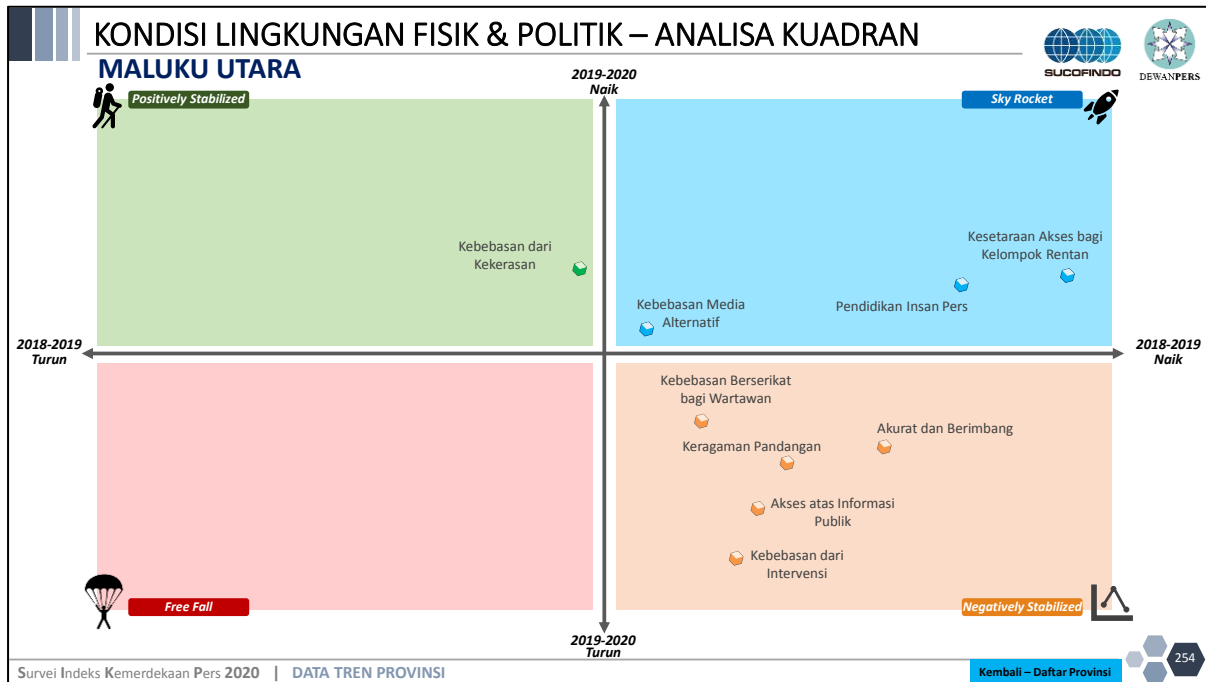 KONDISI LINGKUNGAN FISIK & POLITIK – ANALISA KUADRAN
MALUKU UTARA
SUCOFINDO
DEWANPERS
2019-2020
Naik
Positively Stabilized
Sky Rocket
Kebebasan dari
Kekerasan
Kesetaraan Akses bagi
Kelompok Rentan
Pendidikan Insan Pers
Kebebasan Media
Alternatif
2018-2019
Turun
2018-2019
Naik
Kebebasan Berserikat
bagi Wartawan
Akurat dan Berimbang
Keragaman Pandangan
Akses atas Informasi
Publik
Kebebasan dari
Intervensi
Free Fall
Negatively Stabilized
2019-2020
Turun
Survei Indeks Kemerdekaan Pers 2020 | DATA TREN PROVINSI
Kembali – Daftar Provinsi
254